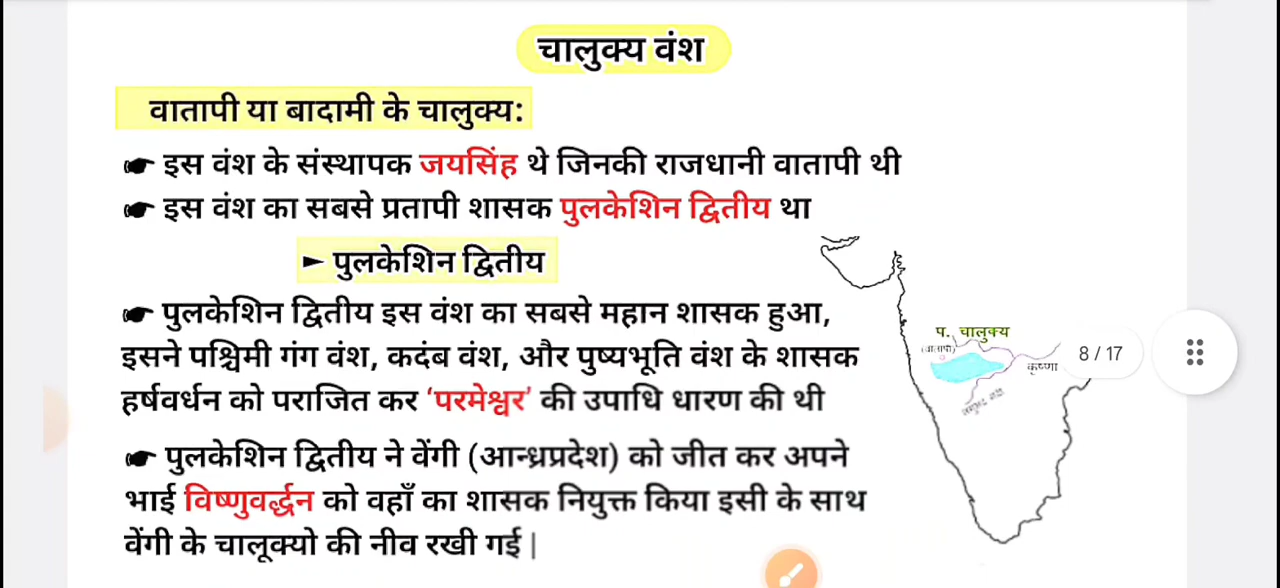 चालुक्य वंश
वातापी या बादामी के चालुक्य:
☛ इस वंश के संस्थापक जयसिंह थे जिनकी राजधानी वातापी थी
☛ इस वंश का सबसे प्रतापी शासक पुलकेशिन द्वितीय था
► पुलकेशिन द्वितीय
☛ पुलकेशिन द्वितीय इस वंश का सबसे महान शासक हुआ,
इसने पश्चिमी गंग वंश, कदंब वंश, और पुष्यभूति वंश के शासक
हर्षवर्धन को पराजित कर ‘परमेश्वर’ की उपाधि धारण की थी
☛ पुलकेशिन द्वितीय ने वेंगी (आन्ध्रप्रदेश) को जीत कर अपने
भाई विष्णुवर्द्धन को वहाँ का शासक नियुक्त किया इसी के साथ
वेंगी के चालूक्यो की नीव रखी गई |
प. चालुक्य
(वातापी)
कृष्णा
8 / 17